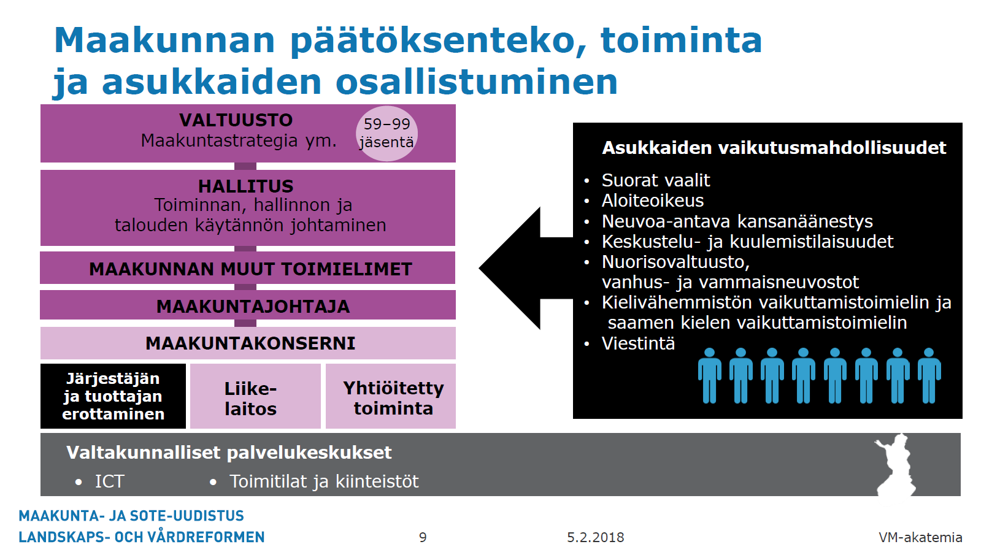 Maakunnan päätöksenteko, toiminta
ja asukkaiden osallistuminen
VALTUUSTO
Maakuntastrategia ym.
59–99
jäsentä
HALLITUS
Toiminnan, hallinnon ja
talouden käytännön johtaminen
MAAKUNNAN MUUT TOIMIELIMET
MAAKUNTAJOHTAJA
MAAKUNTAKONSERNI
Järjestäjän
ja tuottajan
erottaminen
Liike-
laitos
Yhtiöitetty
toiminta
Asukkaiden vaikutusmahdollisuudet
• Suorat vaalit
• Aloiteoikeus
• Neuvoa-antava kansanäänestys
• Keskustelu- ja kuulemistilaisuudet
• Nuorisovaltuusto,
vanhus- ja vammaisneuvostot
• Kielivähemmistön vaikuttamistoimielin ja
saamen kielen vaikuttamistoimielin
• Viestintä
Valtakunnalliset palvelukeskukset
• ICT • Toimitilat ja kiinteistöt
MAAKUNTA- JA SOTE-UUDISTUS
LANDSKAPS- OCH VÅRDREFORMEN
9 5.2.2018 VM-akatemia